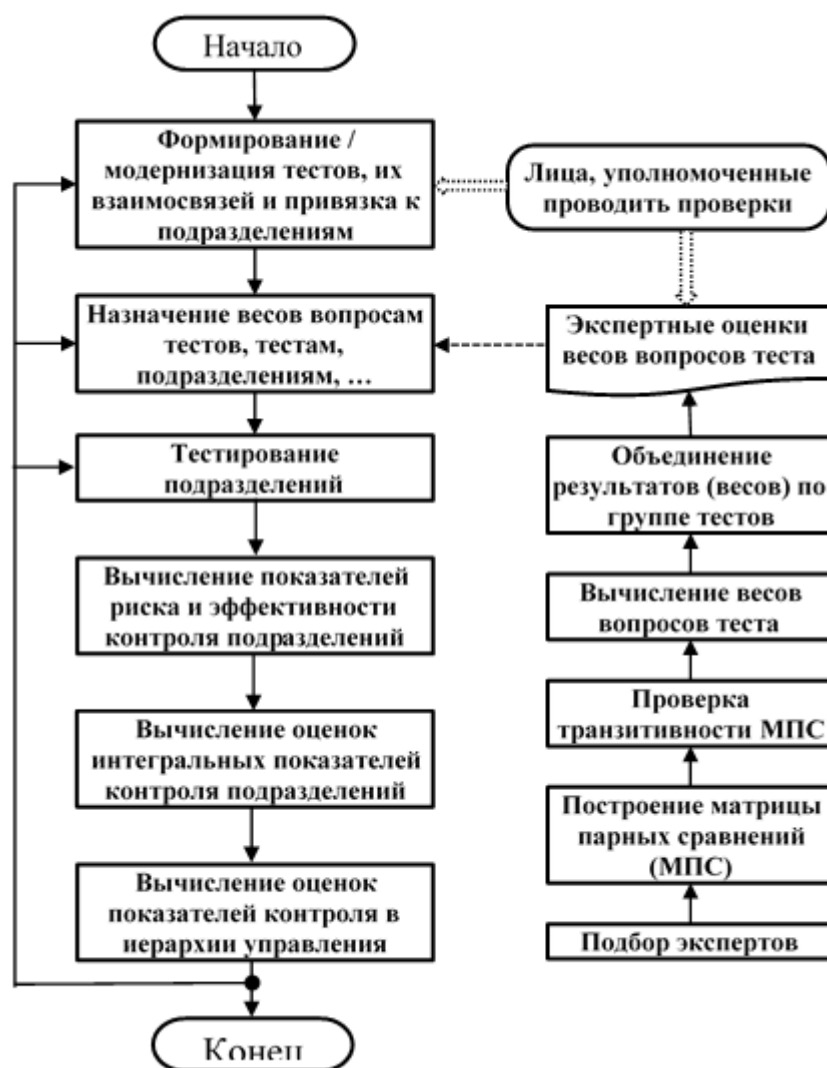 Начало
Формирование /
модернизация тестов, их
взаимосвязей и привязка к
подразделениям
Назначение весов вопросам
тестов, тестам,
подразделениям, …
Тестирование
подразделений
Вычисление показателей
риска и эффективности
контроля подразделений
Вычисление оценок
интегральных показателей
контроля подразделений
Вычисление оценок
показателей контроля в
иерархии управления
Конец
Лица, уполномоченные
проводить проверки
Экспертные оценки
весов вопросов теста
Объединение
результатов (весов) по
группе тестов
Вычисление весов
вопросов теста
Проверка
транзитивности МПС
Построение матрицы
парных сравнений
(МПС)
Подбор экспертов